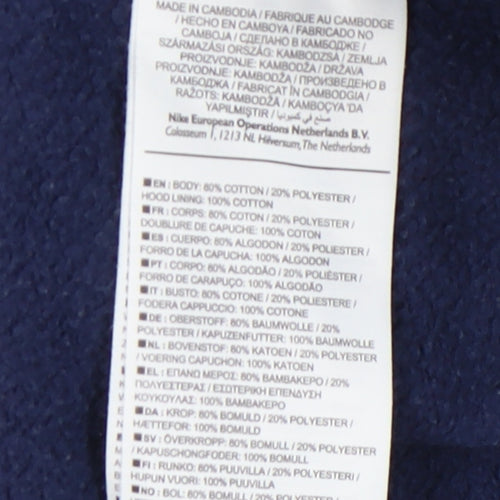 MADE IN CAMBODIA / FABRIQUE AU CAMBODGE
/ HECHO EN CAMBOYA / FABRICADO NO
CAMBOJA / СДЕЛАНО В КАМБОДЖЕ /
SZÁRMAZÁSI ORSZÁG: KAMBODZSA / ZEMLJA
PROIZVODNJE: KAMBODŽA / DRŽAVA
PROIZVODNJE: KAMBODŽA / ПРОИЗВЕДЕНО В
КАМБОДЖА / FABRICAT ÎN CAMBODGIA /
RAŽOTS: KAMBODŽA / KAMBOÇYA 'DA
YAPILMIŞTIR / صنع في كمبوديا
Nike European Operations Netherlands B.V.
Colosseum 1, 1213 NL Hilversum, The Netherlands
EN: BODY: 80% COTTON / 20% POLYESTER /
HOOD LINING: 100% COTTON
FR: CORPS: 80% COTON / 20% POLYESTER /
DOUBLURE DE CAPUCHE: 100% COTON
ES: CUERPO: 80% ALGODON / 20% POLIESTER /
FORRO DE LA CAPUCHA: 100% ALGODON
PT: CORPO: 80% ALGODÃO / 20% POLIÉSTER /
FORRO DE CARAPUÇO: 100% ALGODÃO
IT: BUSTO: 80% COTONE / 20% POLIESTERE /
FODERA CAPPUCCIO: 100% COTONE
DE: OBERSTOFF: 80% BAUMWOLLE / 20%
POLYESTER / KAPUZENFUTTER: 100% BAUMWOLLE
NL: BOVENSTOF: 80% KATOEN / 20% POLYESTER
/ VOERING CAPUCHON: 100% KATOEN
EL: ΕΠΑΝΩ ΜΕΡΟΣ: 80% ΒΑΜΒΑΚΕΡΟ / 20%
ΠΟΛΥΕΣΤΕΡΑΣ / ΕΣΩΤΕΡΙΚΗ ΕΠΕΝΔΥΣΗ
ΚΟΥΚΟΥΛΑΣ: 100% ΒΑΜΒΑΚΕΡΟ
DA: KROP: 80% BOMULD / 20% POLYESTER /
HÆTTEFOR: 100% BOMULD
SV: ÖVERKROPP: 80% BOMULL / 20% POLYESTER
/ KAPUSCHONGFODER: 100% BOMULL
FI: RUNKO: 80% PUUVILLA / 20% POLYESTERI /
HUPUN VUORI: 100% PUUVILLA
NO: BOL: 80% BOMULL / 20% POLYESTER /